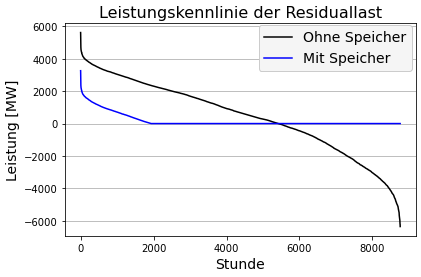 Leistungskennlinie der Residuallast
Ohne Speicher
Mit Speicher
Leistung [MW]
6000
4000
2000
0
−2000
−4000
−6000
0
2000
4000
6000
8000
Stunde